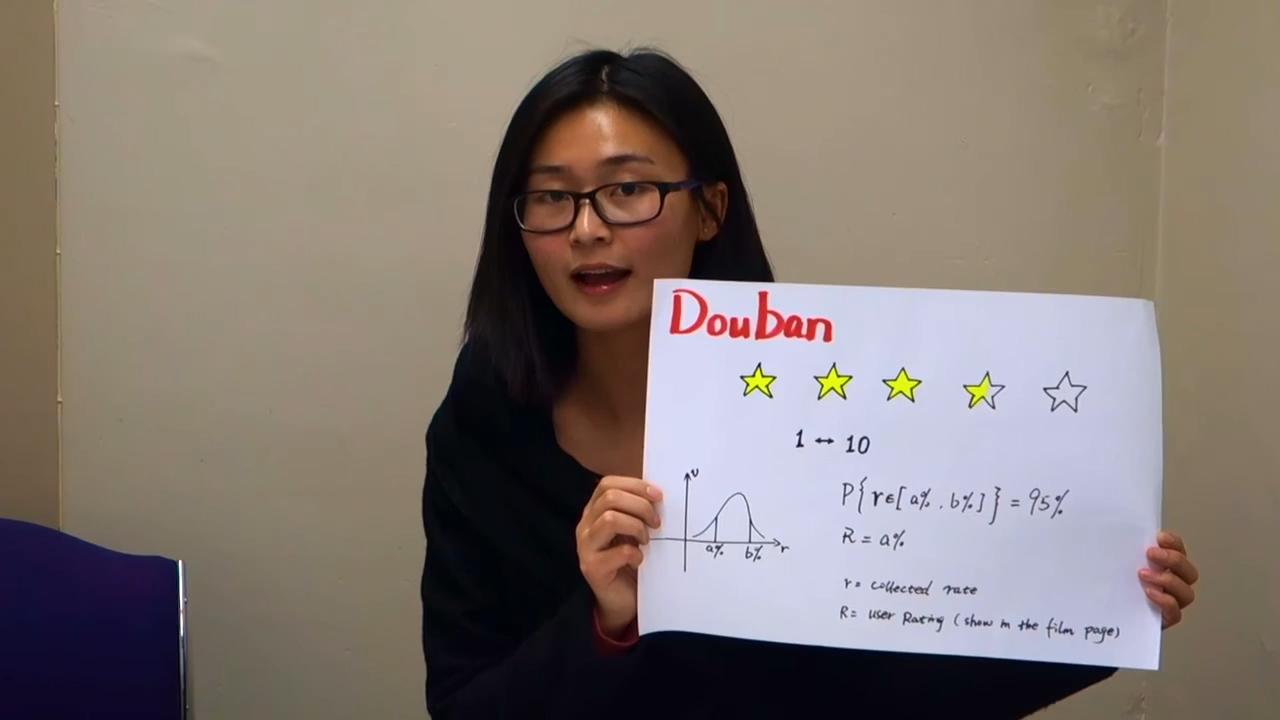 Douban
1 ↔ 10
υ
a% b% r
P{r∈[a%, b%]} = 95%
R = a%
r = collected rate
R = user Rating (show in the film page)